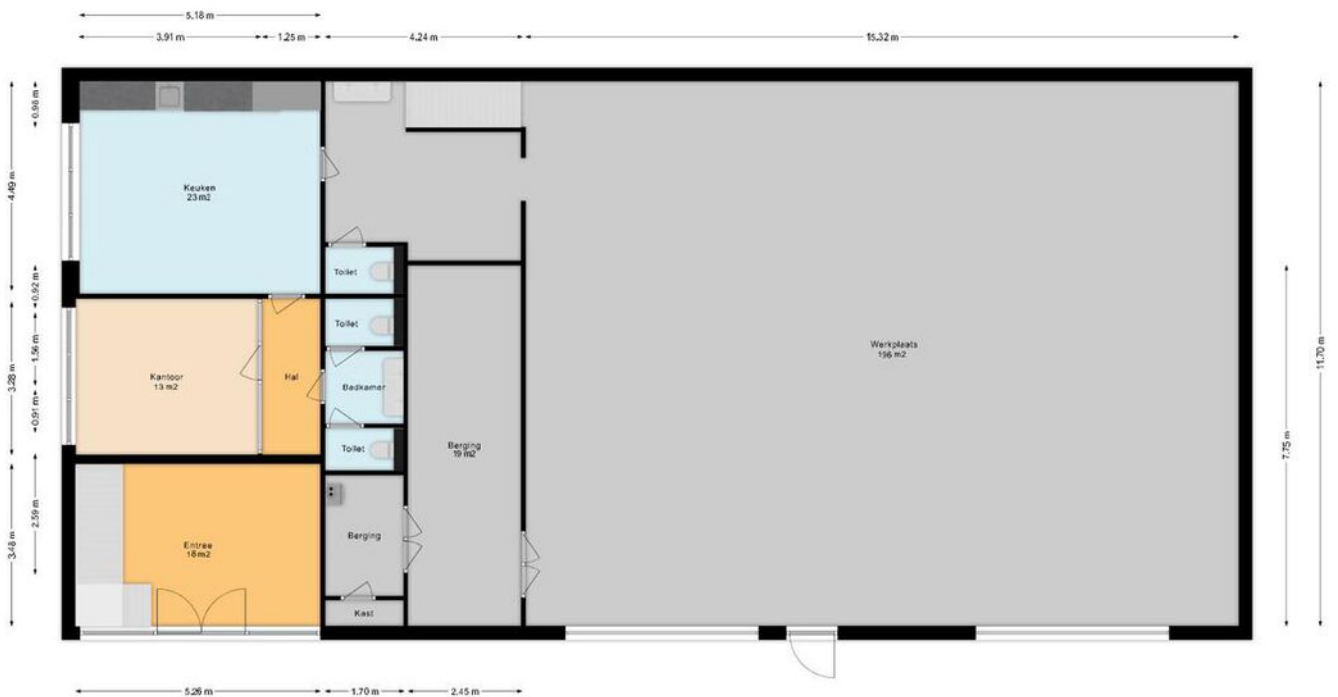 5.18 m
3.91 m
1.25 m
4.24 m
15.32 m
0.98 m
4.49 m
0.92 m
3.28 m
1.56 m
0.91 m
3.48 m
2.59 m
11.70 m
7.75 m
Keuken
23 m2
Toilet
Toilet
Kantoor
13 m2
Hal
Badkamer
Toilet
Berging
19 m2
Werkplaats
196 m2
Entree
18 m2
Berging
Kast
5.26 m
1.70 m
2.45 m